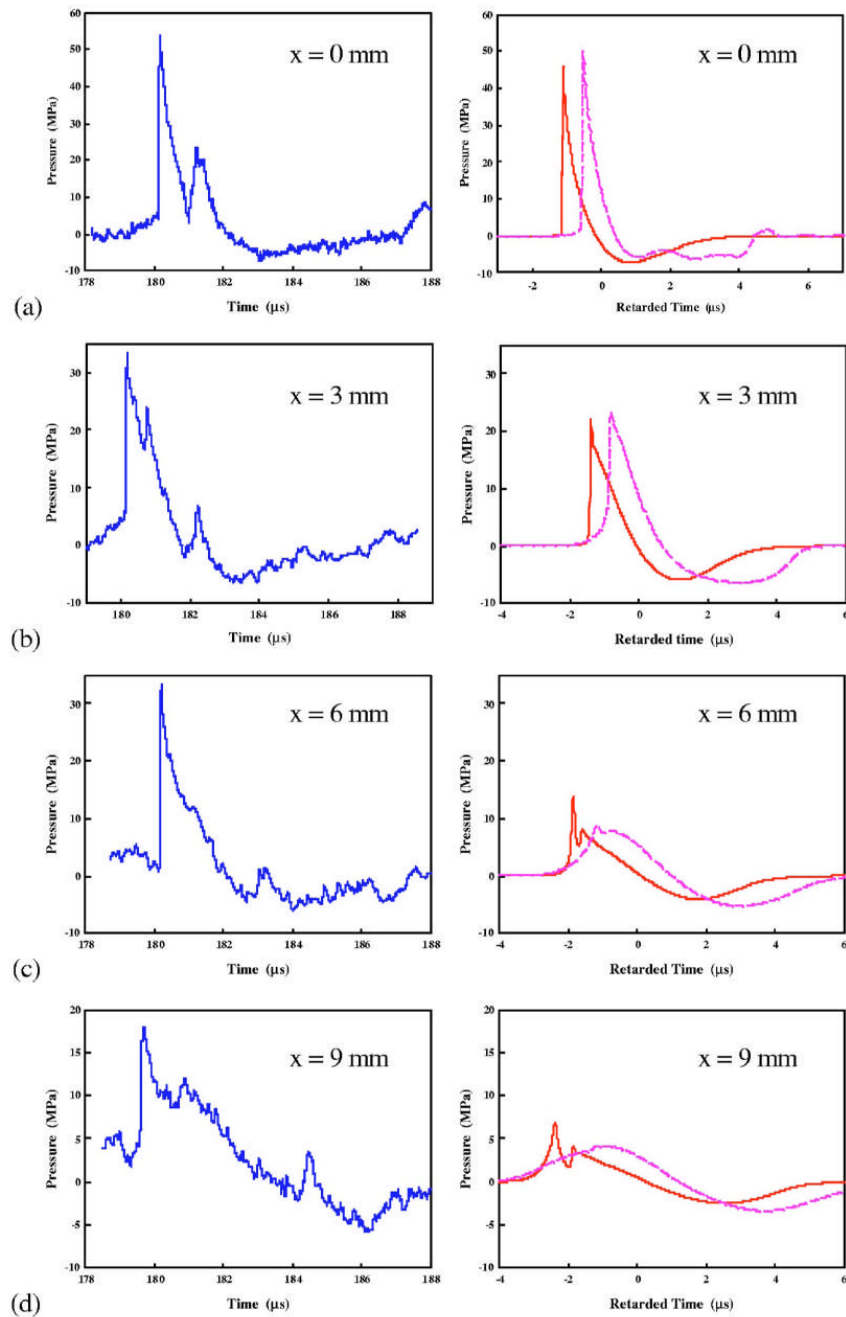 60
50
40
30
20
10
0
-10
Pressure (MPa)
x = 0 mm
178 180 182 184 186 188
Time (μs)
60
50
40
30
20
10
0
-10
Pressure (MPa)
x = 0 mm
-2 0 2 4 6
Retarded Time (μs)
(a)
30
20
10
0
-10
Pressure (MPa)
x = 3 mm
180 182 184 186 188
Time (μs)
30
20
10
0
-10
Pressure (MPa)
x = 3 mm
-4 -2 0 2 4 6
Retarded time (μs)
(b)
30
20
10
0
-10
Pressure (MPa)
x = 6 mm
178 180 182 184 186 188
Time (μs)
30
20
10
0
-10
Pressure (MPa)
x = 6 mm
-4 -2 0 2 4 6
Retarded Time (μs)
(c)
20
15
10
5
0
-5
-10
Pressure (MPa)
x = 9 mm
178 180 182 184 186 188
Time (μs)
20
15
10
5
0
-5
-10
Pressure (MPa)
x = 9 mm
-4 -2 0 2 4 6
Retarded Time (μs)
(d)